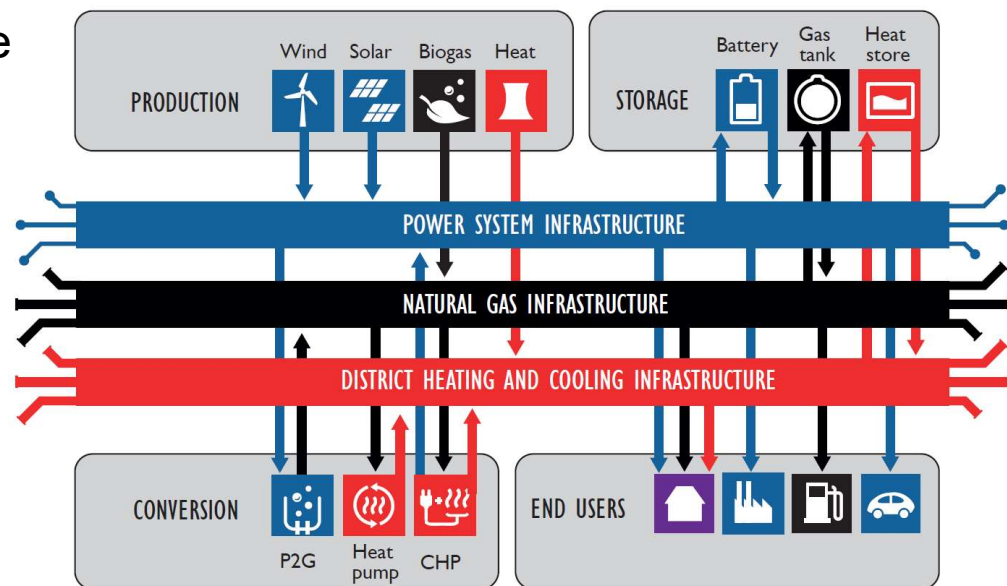 e
Wind Solar Biogas Heat
PRODUCTION
Battery Gas tank Heat store
STORAGE
POWER SYSTEM INFRASTRUCTURE
NATURAL GAS INFRASTRUCTURE
DISTRICT HEATING AND COOLING INFRASTRUCTURE
CONVERSION
P2G Heat pump CHP
END USERS